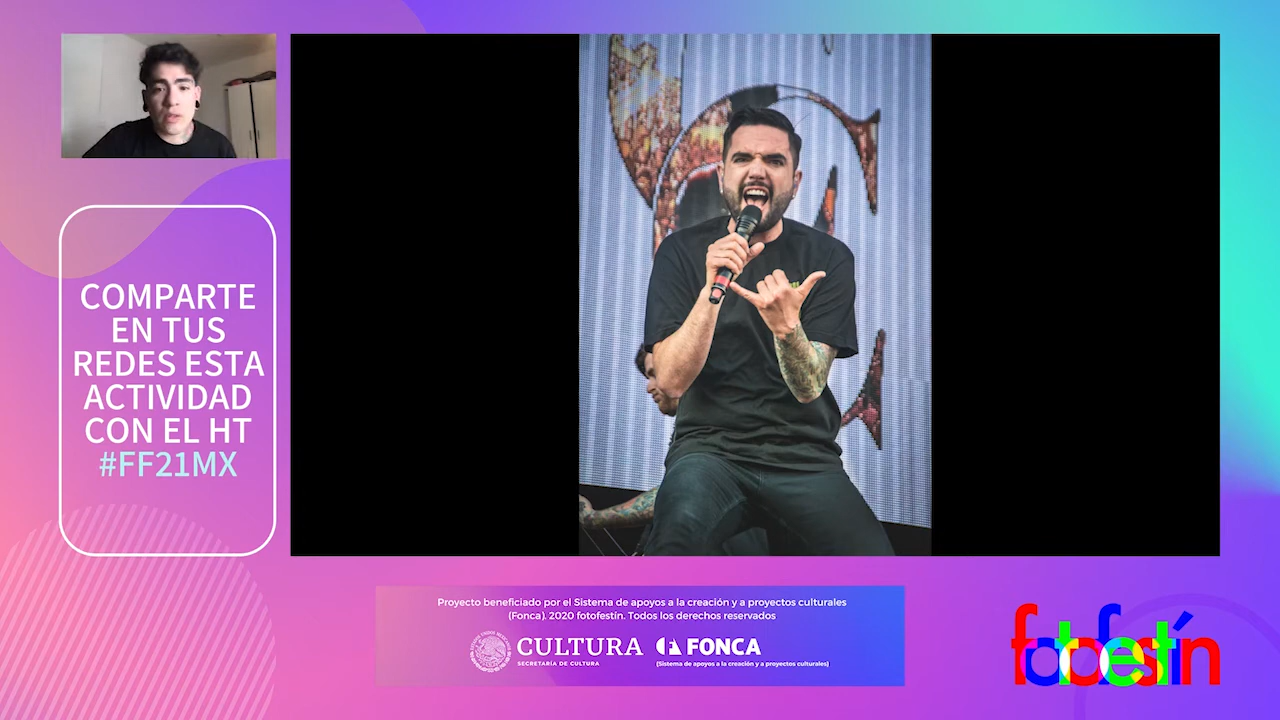 COMPARTE
EN TUS
REDES ESTA
ACTIVIDAD
CON EL HT
#FF21MX
Proyecto beneficiado por el Sistema de apoyos a la creación y a proyectos culturales
(Fonca). 2020 fotofestín. Todos los derechos reservados
CULTURA
SECRETARÍA DE CULTURA
FONCA
(Sistema de apoyos a la creación y a proyectos culturales)
fotofestín